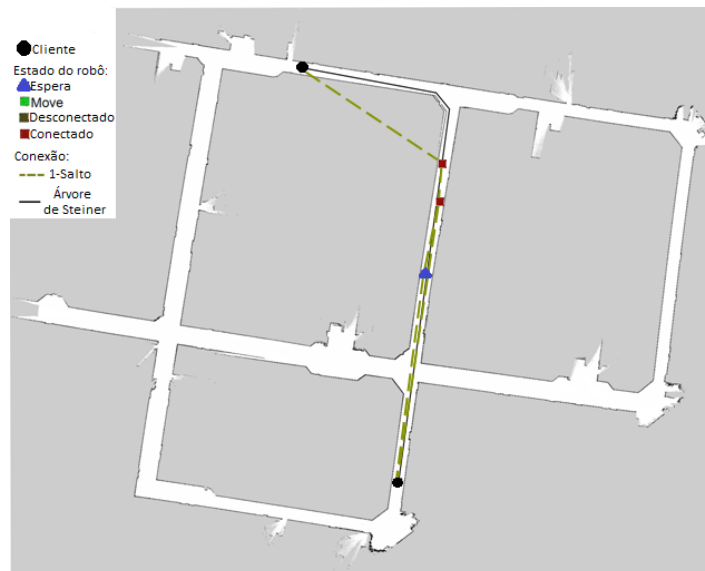 Cliente
Estado do robô:
Espera
Move
Desconectado
Conectado
Conexão:
1-Salto
Árvore
de Steiner